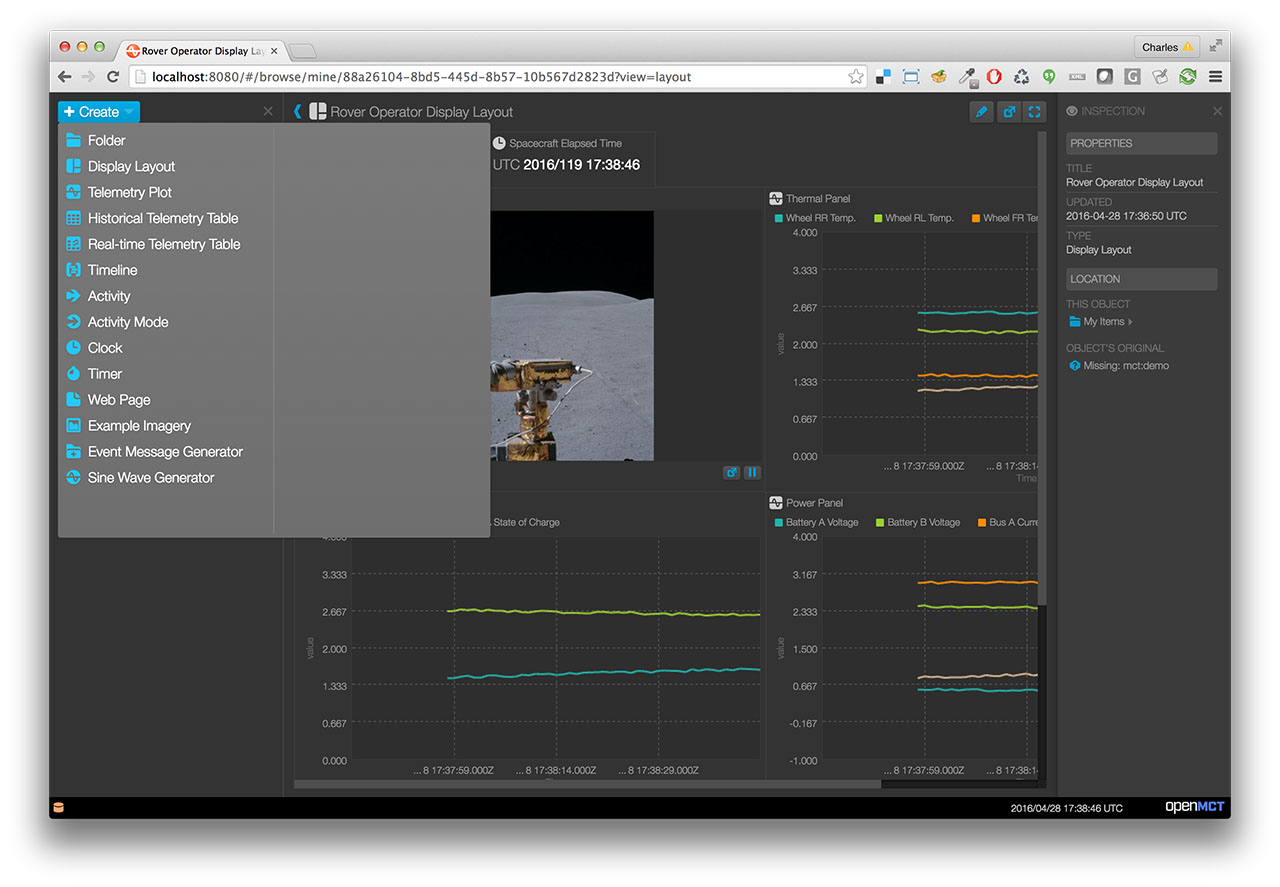 Rover Operator Display La
Charles
localhost:8080/#/browse/mine/88a26104-8bd5-445d-8b57-10b567d2823d?view=layout
+ Create
Folder
Display Layout
Telemetry Plot
Historical Telemetry Table
Real-time Telemetry Table
Timeline
Activity
Activity Mode
Clock
Timer
Web Page
Example Imagery
Event Message Generator
Sine Wave Generator
Rover Operator Display Layout
Spacecraft Elapsed Time
UTC 2016/119 17:38:46
Thermal Panel
Wheel RR Temp. Wheel RL Temp. Wheel FR Ter
4.000
3.333
2.667
2.000
1.333
0.667
0.000
value
... 8 17:37:59.000Z ... 8 17:38:14
Time
State of Charge
4.000
3.333
2.667
2.000
1.333
0.667
0.000
value
... 8 17:37:59.000Z ... 8 17:38:14.000Z ... 8 17:38:29.000Z
Power Panel
Battery A Voltage Battery B Voltage Bus A Curre
4.000
3.167
2.333
1.500
0.667
-0.167
-1.000
value
... 8 17:37:59.000Z ... 8 17:38:14
INSPECTION
PROPERTIES
TITLE
Rover Operator Display Layout
UPDATED
2016-04-28 17:36:50 UTC
TYPE
Display Layout
LOCATION
THIS OBJECT
My Items
OBJECT'S ORIGINAL
Missing: mct:demo
2016/04/28 17:38:46 UTC
openMCT